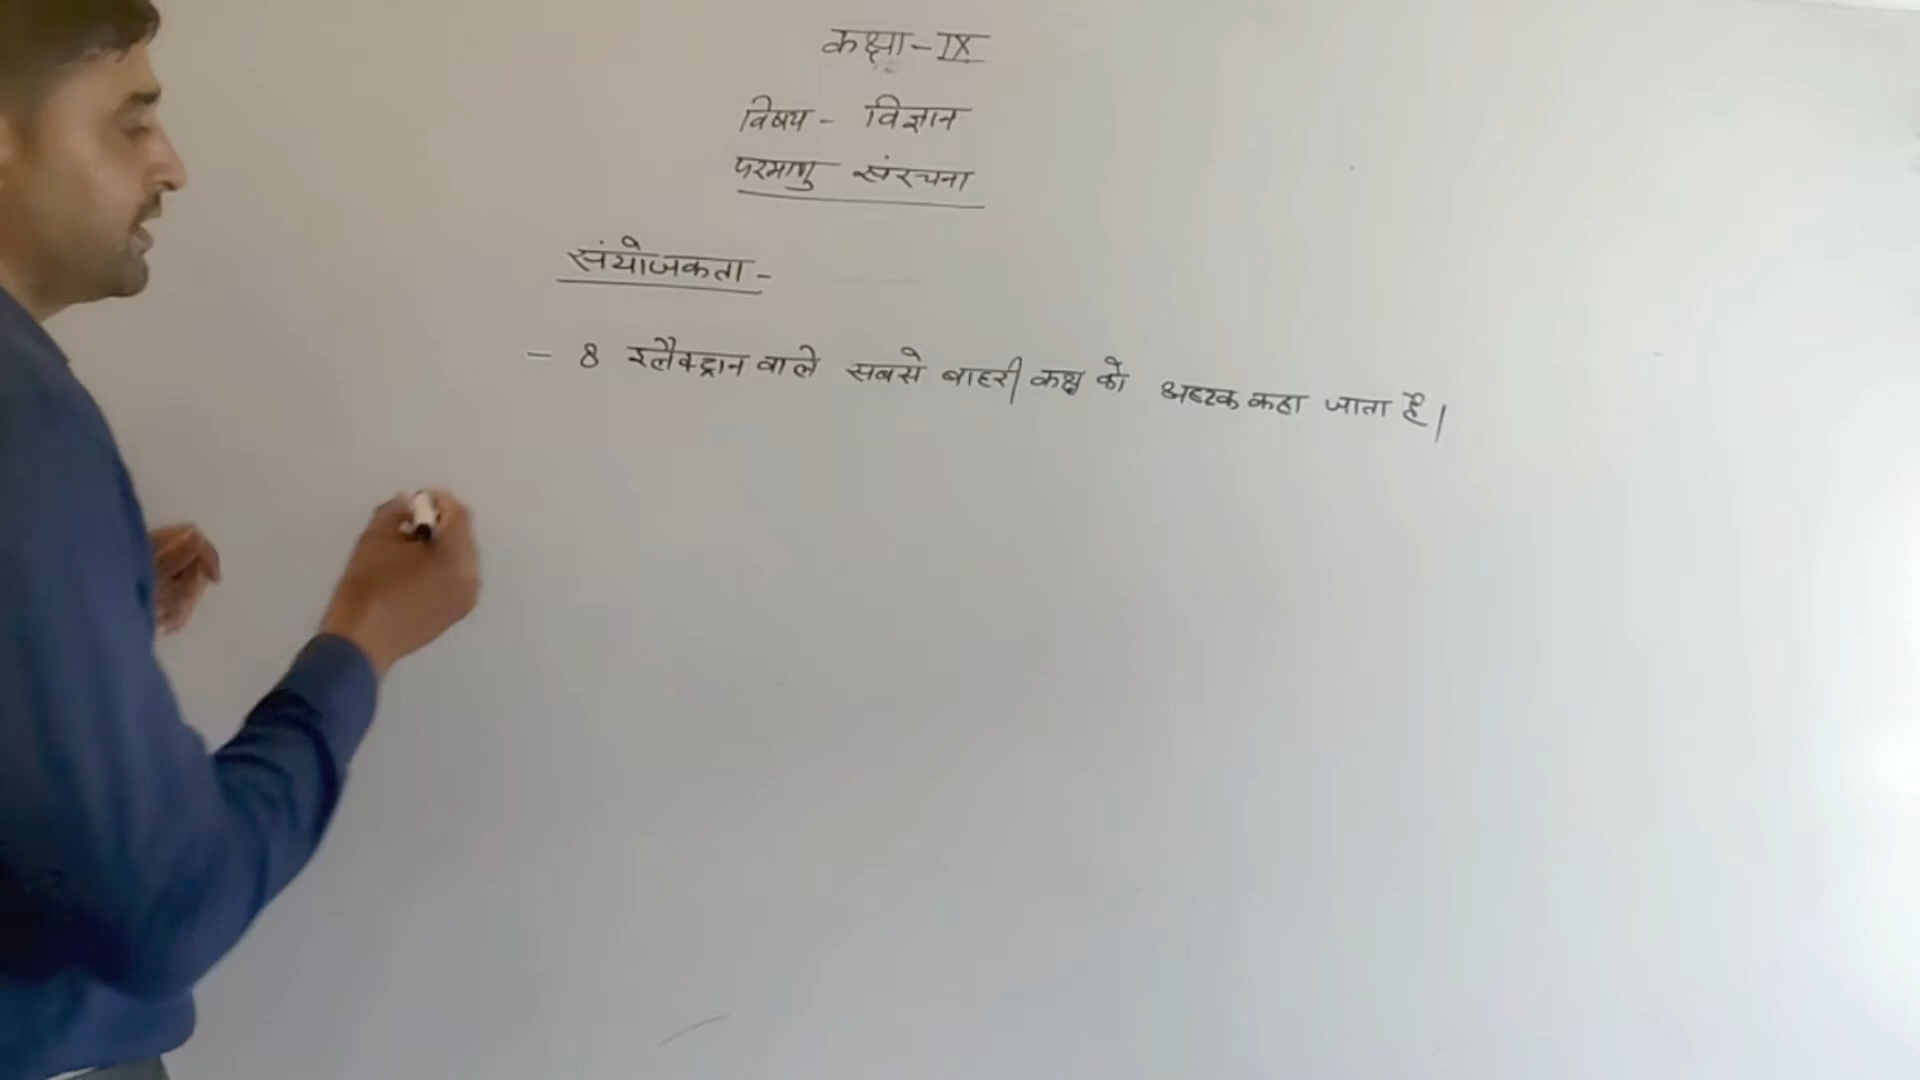 कक्षा - IX
विषय - विज्ञान
परमाणु संरचना
संयोजकता -
- 8 इलैक्ट्रान वाले सबसे बाहरी कक्ष को अष्टक कहा जाता है।